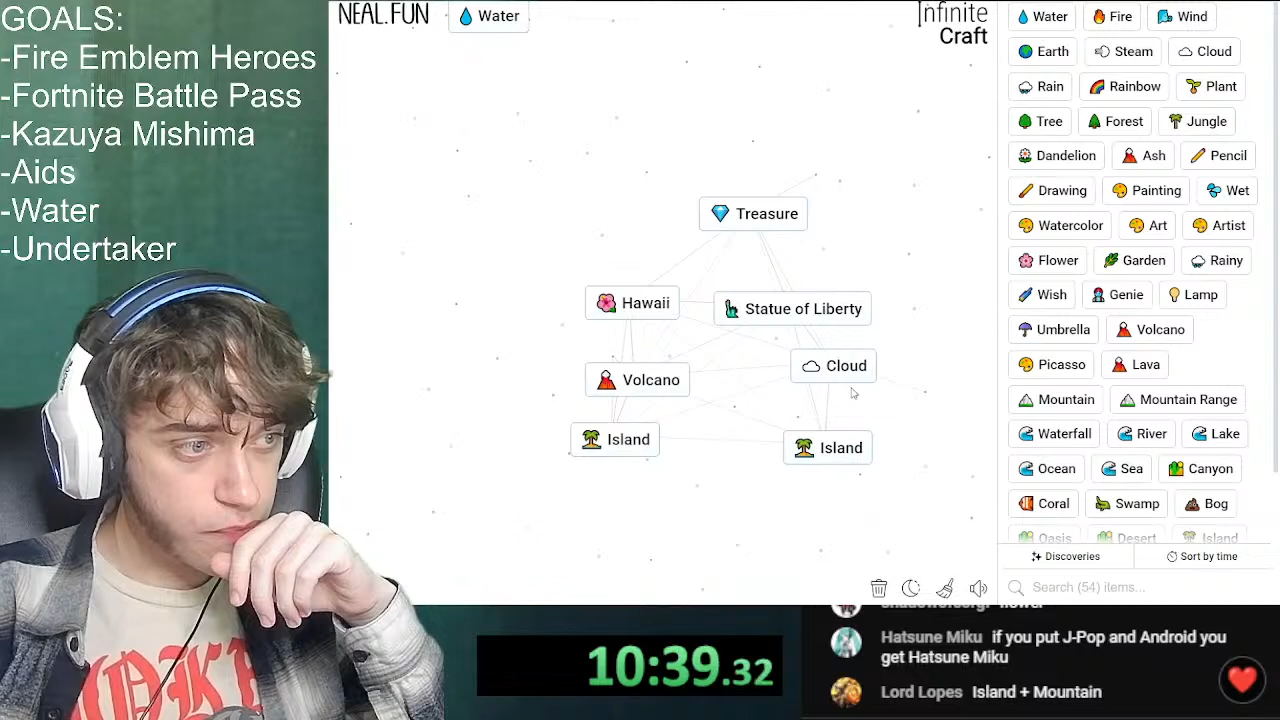 GOALS:
-Fire Emblem Heroes
-Fortnite Battle Pass
-Kazuya Mishima
-Aids
-Water
-Undertaker
NEAL.FUN
Water
Infinite
Craft
Treasure
Hawaii
Statue of Liberty
Cloud
Volcano
Island
Island
Water Fire Wind
Earth Steam Cloud
Rain Rainbow Plant
Tree Forest Jungle
Dandelion Ash Pencil
Drawing Painting Wet
Watercolor Art Artist
Flower Garden Rainy
Wish Genie Lamp
Umbrella Volcano
Picasso Lava
Mountain Mountain Range
Waterfall River Lake
Ocean Sea Canyon
Coral Swamp Bog
Oasis Desert Island
Discoveries Sort by time
Search (54) items...
10:39.32
Hatsune Miku if you put J-Pop and Android you
get Hatsune Miku
Lord Lopes Island + Mountain